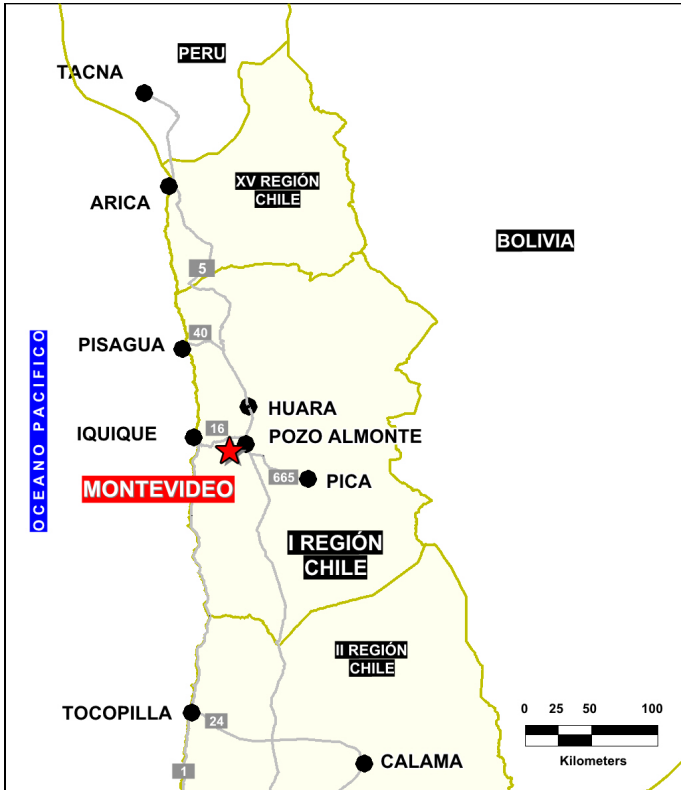 PERU
TACNA
XV REGIÓN
CHILE
ARICA
BOLIVIA
5
40
PISAGUA
OCEANO PACIFICO
HUARA
16
IQUIQUE
POZO ALMONTE
665
PICA
MONTEVIDEO
I REGIÓN
CHILE
II REGIÓN
CHILE
TOCOPILLA
24
0 25 50 100
Kilometers
CALAMA
1